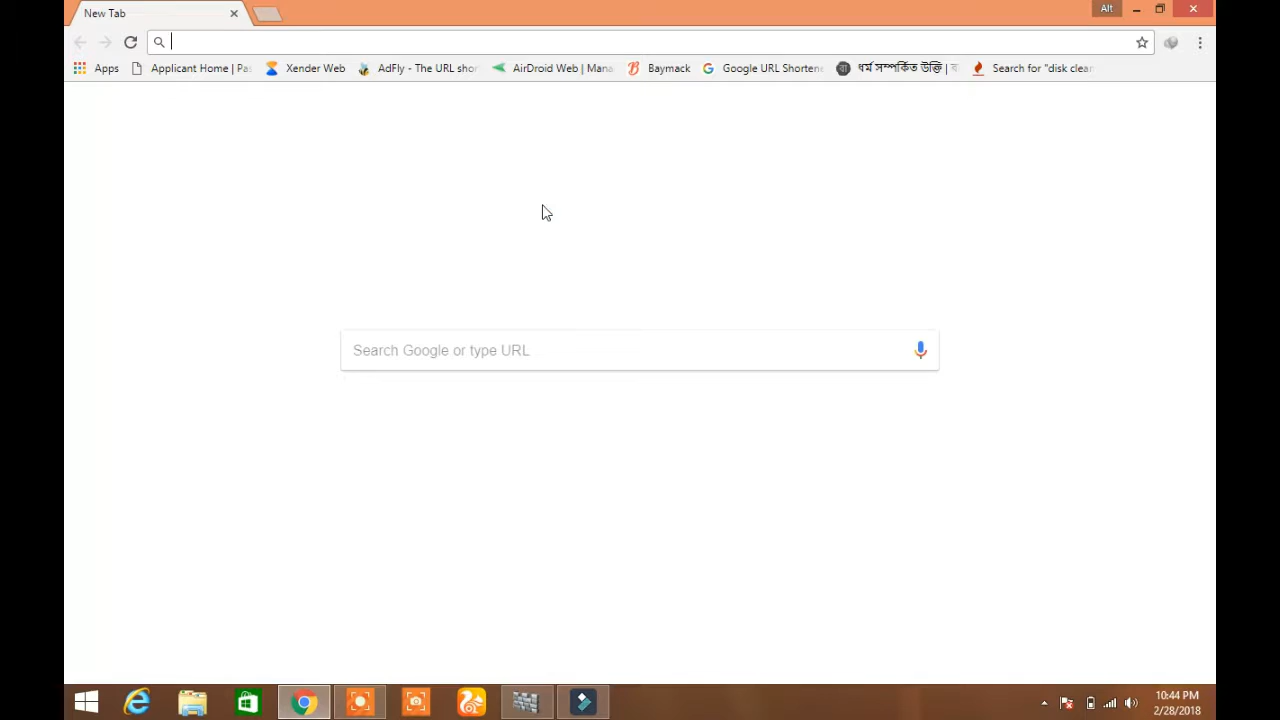 New Tab
Alt
Apps
Applicant Home | Pa
Xender Web
AdFly - The URL shor
AirDroid Web | Mana
Baymack
Google URL Shortene
ধর্ম সম্পর্কিত উক্তি | ব
Search for "disk clear
Search Google or type URL
10:44 PM
2/28/2018